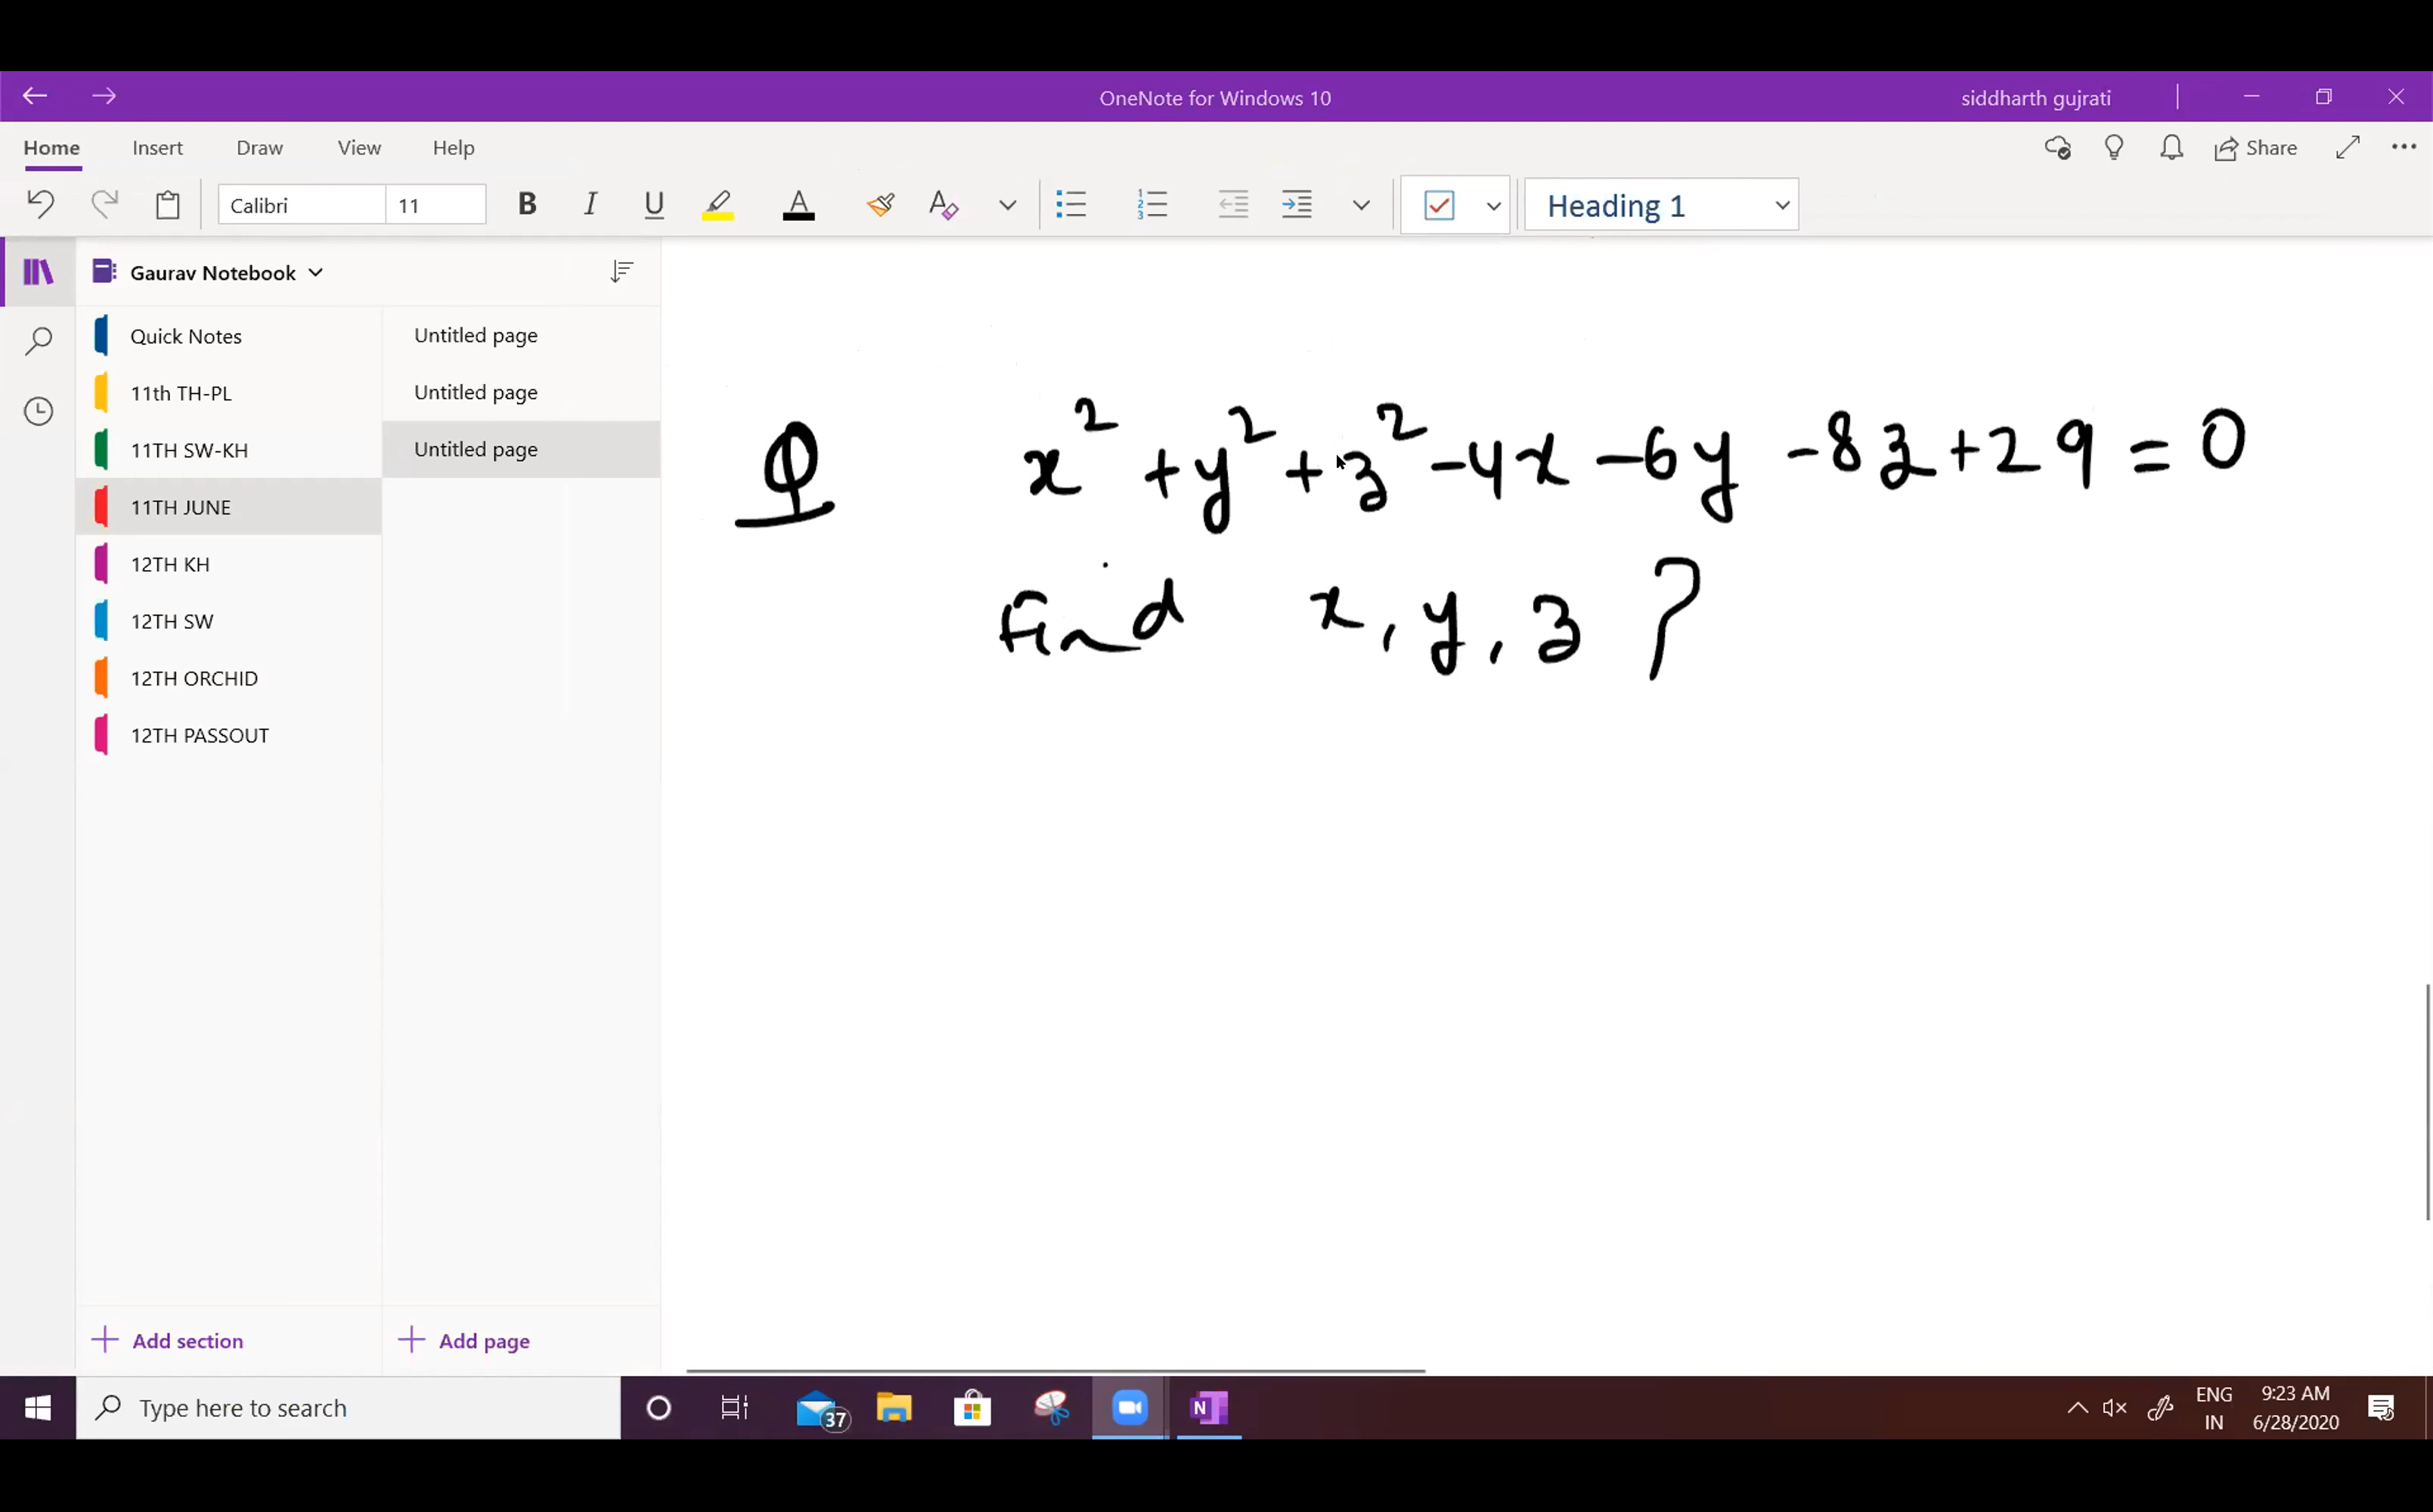 OneNote for Windows 10
siddharth gujrati
Home Insert Draw View Help
Share
Calibri 11 B I U A A Heading 1
Gaurav Notebook
Quick Notes
11th TH-PL
11TH SW-KH
11TH JUNE
12TH KH
12TH SW
12TH ORCHID
12TH PASSOUT
Untitled page
Untitled page
Untitled page
Q x² + y² + z² - 4x - 6y - 8z + 29 = 0
find x, y, z ?
Add section
Add page
Type here to search
37
N
ENG
IN
9:23 AM
6/28/2020